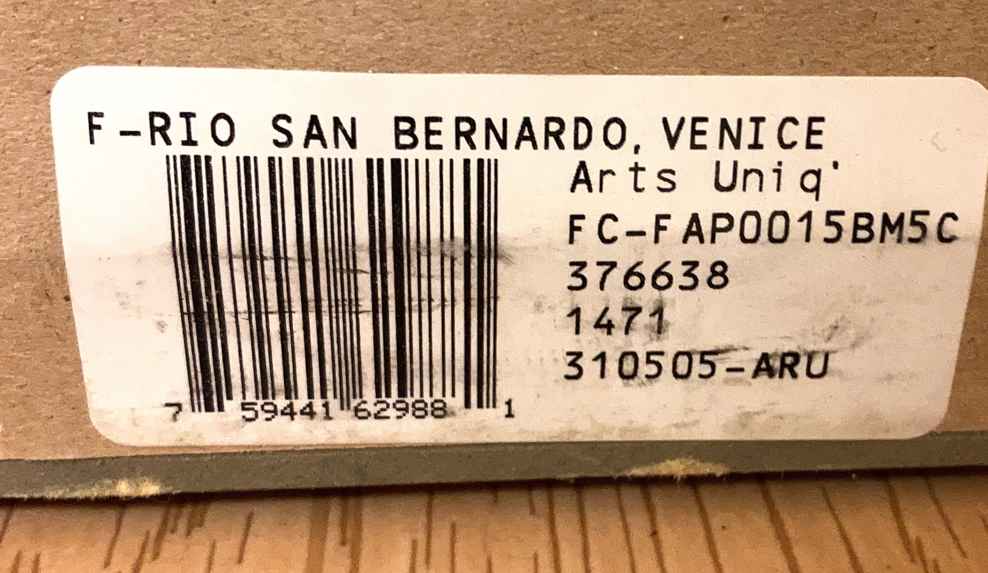 F-RIO SAN BERNARDO, VENICE
Arts Uniq'
FC-FAP0015BM5C
376638
1471
310505-ARU
7 59441 62988 1